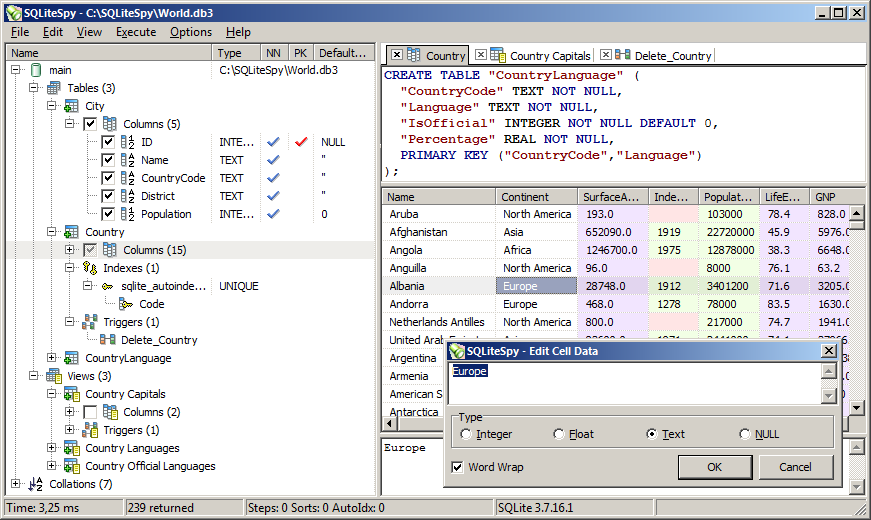 SQLiteSpy - C:\SQLiteSpy\World.db3
File Edit View Execute Options Help
Name Type NN PK Default...
main C:\SQLiteSpy\World.db3
Tables (3)
City
Columns (5)
ID INTE... NULL
Name TEXT ''
CountryCode TEXT ''
District TEXT ''
Population INTE... 0
Country
Columns (15)
Indexes (1)
sqlite_autoinde... UNIQUE
Code
Triggers (1)
Delete_Country
CountryLanguage
Views (3)
Country Capitals
Columns (2)
Triggers (1)
Country Languages
Country Official Languages
Collations (7)
Country Country Capitals Delete_Country
CREATE TABLE "CountryLanguage" (
"CountryCode" TEXT NOT NULL,
"Language" TEXT NOT NULL,
"IsOfficial" INTEGER NOT NULL DEFAULT 0,
"Percentage" REAL NOT NULL,
PRIMARY KEY ("CountryCode","Language")
);
Name Continent SurfaceA... Inde... Populat... LifeE... GNP
Aruba North America 193.0 103000 78.4 828.0
Afghanistan Asia 652090.0 1919 22720000 45.9 5976.0
Angola Africa 1246700.0 1975 12878000 38.3 6648.0
Anguilla North America 96.0 8000 76.1 63.2
Albania Europe 28748.0 1912 3401200 71.6 3205.0
Andorra Europe 468.0 1278 78000 83.5 1630.0
Netherlands Antilles North America 800.0 217000 74.7 1941.0
United Arab
Argentina
Armenia
American S
Antarctica
Europe
SQLiteSpy - Edit Cell Data
Europe
Type
Integer Float Text NULL
Word Wrap OK Cancel
Time: 3,25 ms 239 returned Steps: 0 Sorts: 0 AutoIdx: 0 SQLite 3.7.16.1